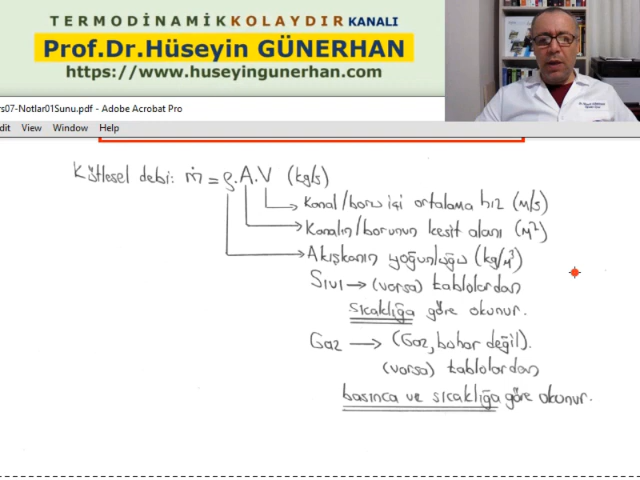 TERMODİNAMİKKOLAYDIR KANALI
Prof.Dr.Hüseyin GÜNERHAN
https://www.huseyingunerhan.com
rs07-Notlar01Sunu.pdf - Adobe Acrobat Pro
dit View Window Help
Kütlesel debi: ṁ = ρ.A.V (kg/s)
Kanal/boru içi ortalama hız (m/s)
Kanalın/borunun kesit alanı (m²)
Akışkanın yoğunluğu (kg/m³)
Sıvı → (varsa) tablolardan
sıcaklığa göre okunur.
Gaz → (Gaz, buhar değil).
(varsa) tablolardan
basınca ve sıcaklığa göre okunur.